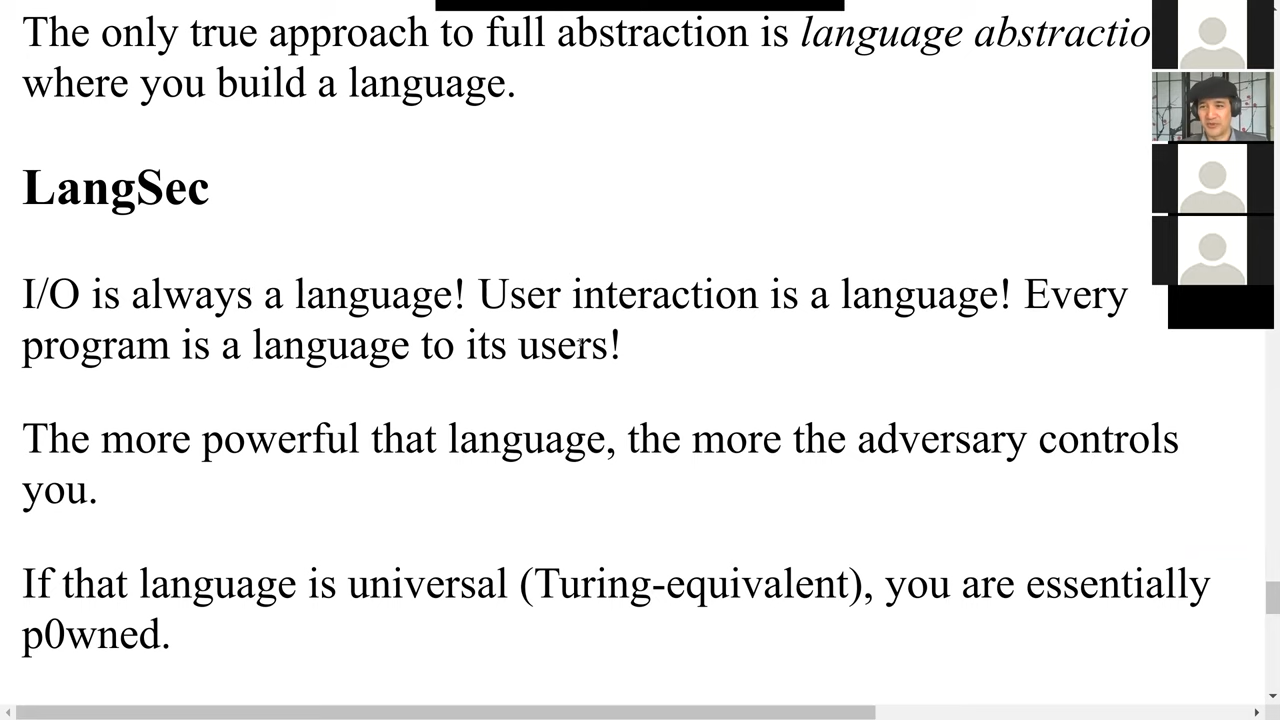 The only true approach to full abstraction is language abstractio
where you build a language.
LangSec
I/O is always a language! User interaction is a language! Every
program is a language to its users!
The more powerful that language, the more the adversary controls
you.
If that language is universal (Turing-equivalent), you are essentially
p0wned.